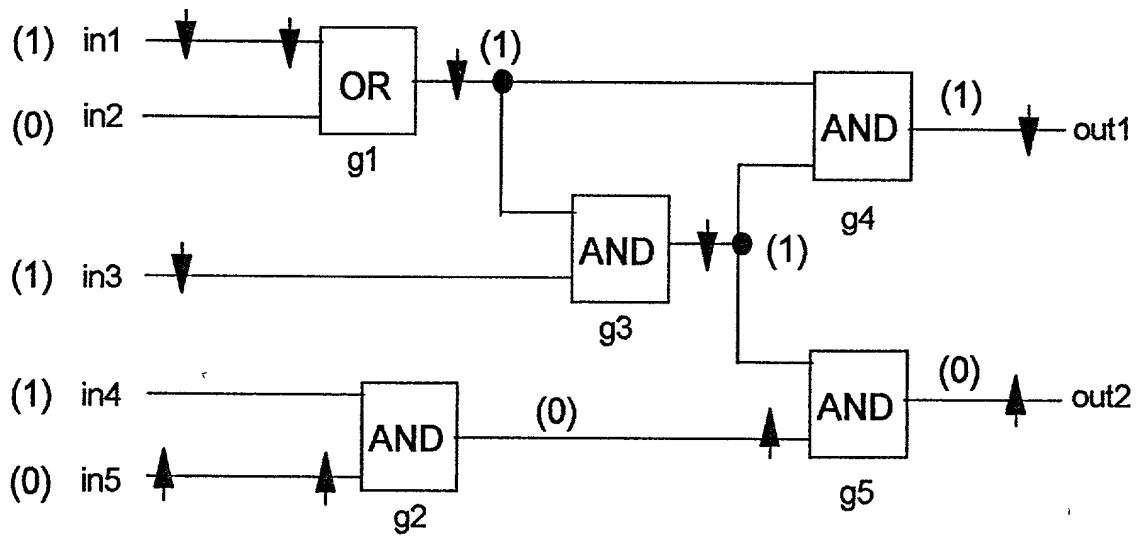 (1) in1
(0) in2
OR
g1
(1)
AND
g4
(1)
out1
(1) in3
AND
g3
(1)
(1) in4
(0) in5
AND
g2
(0)
AND
g5
(0)
out2